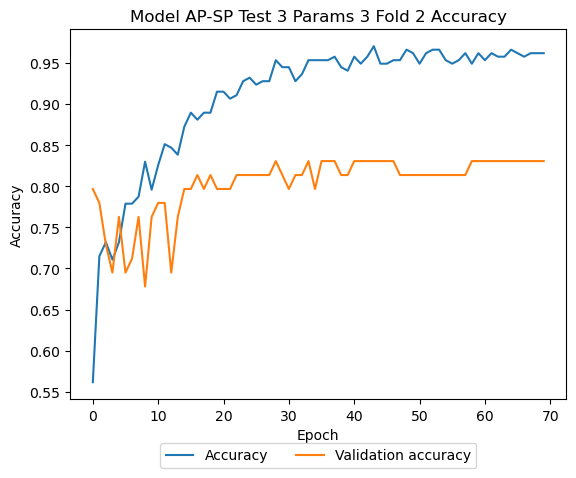 Model AP-SP Test 3 Params 3 Fold 2 Accuracy
0.95
0.90
0.85
0.80
0.75
0.70
0.65
0.60
0.55
Accuracy
0 10 20 30 40 50 60 70
Epoch
Accuracy Validation accuracy